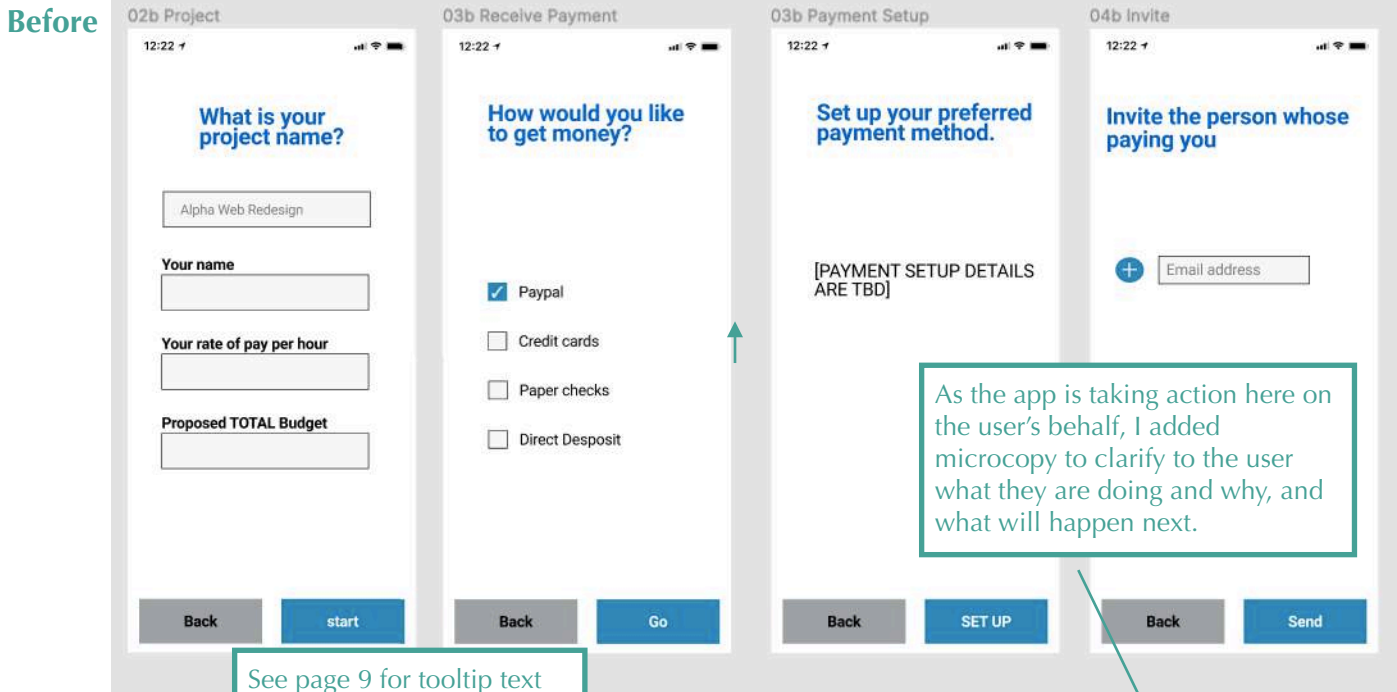 Before
02b Project
12:22
What is your
project name?
Alpha Web Redesign
Your name
Your rate of pay per hour
Proposed TOTAL Budget
Back
start
03b Receive Payment
12:22
How would you like
to get money?
Paypal
Credit cards
Paper checks
Direct Desposit
Back
Go
See page 9 for tooltip text
03b Payment Setup
12:22
Set up your preferred
payment method.
[PAYMENT SETUP DETAILS
ARE TBD]
Back
SET UP
04b Invite
12:22
Invite the person whose
paying you
Email address
As the app is taking action here on
the user’s behalf, I added
microcopy to clarify to the user
what they are doing and why, and
what will happen next.
Back
Send